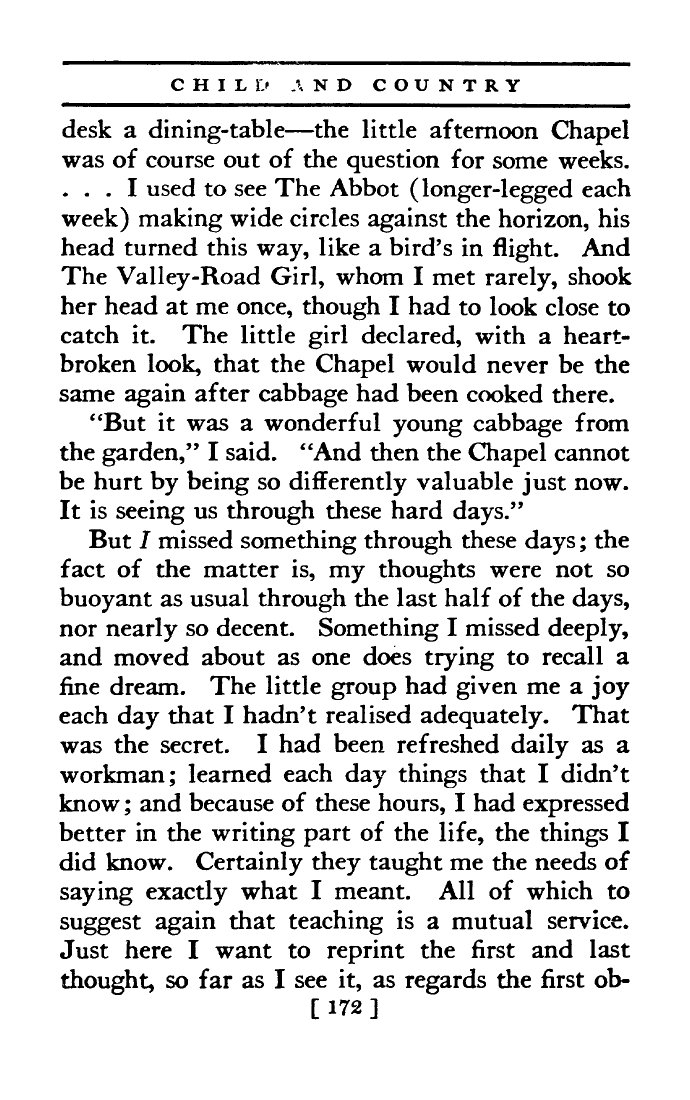 CHILD AND COUNTRY
desk a dining-table—the little afternoon Chapel
was of course out of the question for some weeks.
. . . I used to see The Abbot (longer-legged each
week) making wide circles against the horizon, his
head turned this way, like a bird's in flight. And
The Valley-Road Girl, whom I met rarely, shook
her head at me once, though I had to look close to
catch it. The little girl declared, with a heart-
broken look, that the Chapel would never be the
same again after cabbage had been cooked there.
“But it was a wonderful young cabbage from
the garden,” I said. “And then the Chapel cannot
be hurt by being so differently valuable just now.
It is seeing us through these hard days.”
But I missed something through these days; the
fact of the matter is, my thoughts were not so
buoyant as usual through the last half of the days,
nor nearly so decent. Something I missed deeply,
and moved about as one does trying to recall a
fine dream. The little group had given me a joy
each day that I hadn't realised adequately. That
was the secret. I had been refreshed daily as a
workman; learned each day things that I didn't
know; and because of these hours, I had expressed
better in the writing part of the life, the things I
did know. Certainly they taught me the needs of
saying exactly what I meant. All of which to
suggest again that teaching is a mutual service.
Just here I want to reprint the first and last
thought, so far as I see it, as regards the first ob-
[ 172 ]